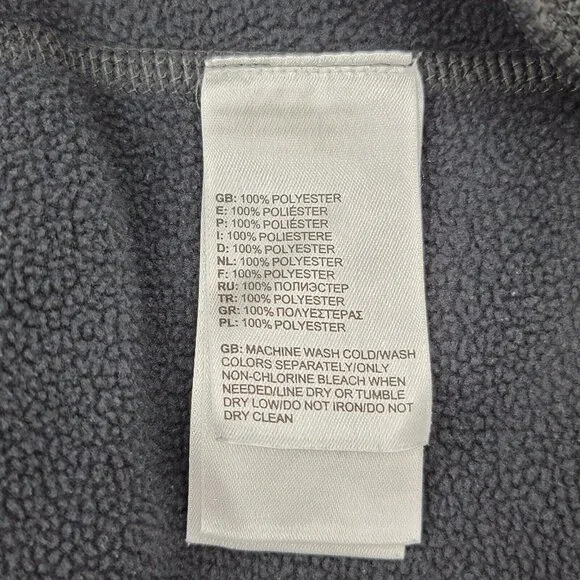 GB: 100% POLYESTER
E: 100% POLIÉSTER
P: 100% POLIÉSTER
I: 100% POLIESTERE
D: 100% POLYESTER
NL: 100% POLYESTER
F: 100% POLYESTER
RU: 100% ПОЛИЭСТЕР
TR: 100% POLYESTER
GR: 100% ΠΟΛΥΕΣΤΕΡΑΣ
PL: 100% POLYESTER
GB: MACHINE WASH COLD/WASH
COLORS SEPARATELY/ONLY
NON-CHLORINE BLEACH WHEN
NEEDED/LINE DRY OR TUMBLE
DRY LOW/DO NOT IRON/DO NOT
DRY CLEAN